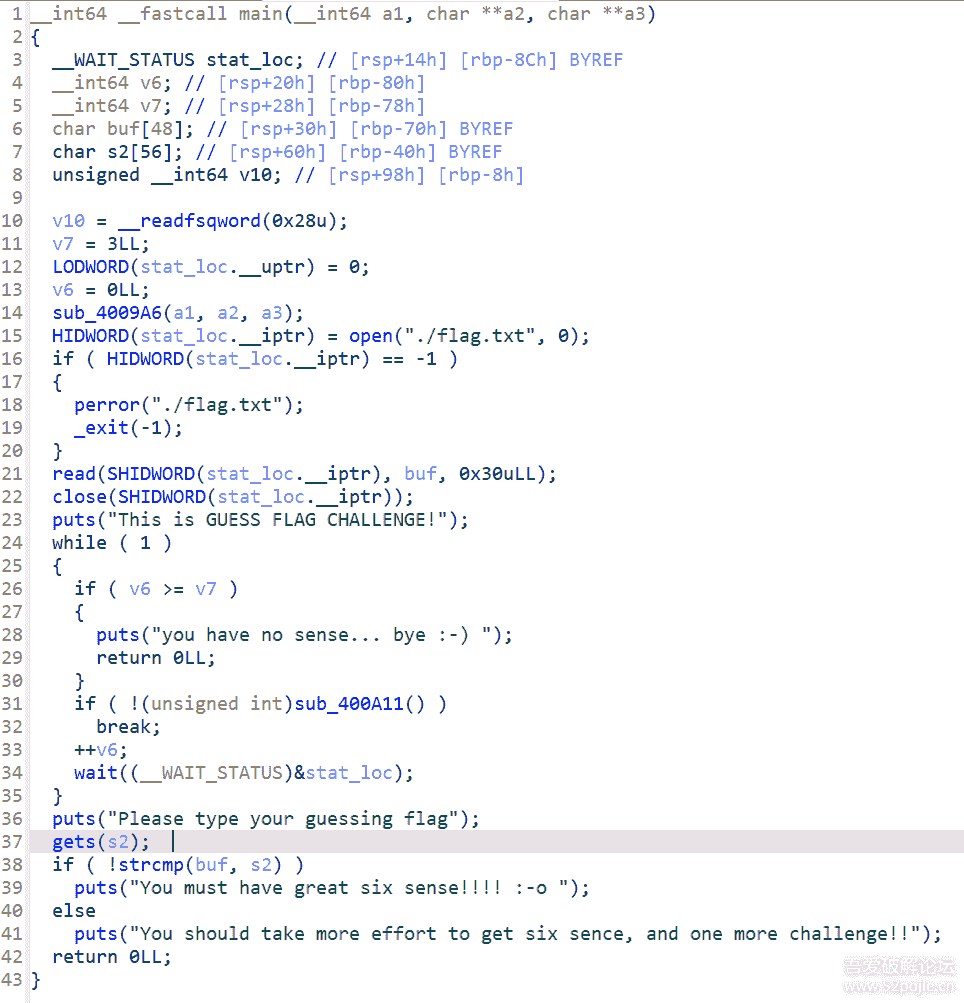 1 __int64 __fastcall main(__int64 a1, char **a2, char **a3)
2 {
3 __WAIT_STATUS stat_loc; // [rsp+14h] [rbp-8Ch] BYREF
4 __int64 v6; // [rsp+20h] [rbp-80h]
5 __int64 v7; // [rsp+28h] [rbp-78h]
6 char buf[48]; // [rsp+30h] [rbp-70h] BYREF
7 char s2[56]; // [rsp+60h] [rbp-40h] BYREF
8 unsigned __int64 v10; // [rsp+98h] [rbp-8h]
9
10 v10 = __readfsqword(0x28u);
11 v7 = 3LL;
12 LODWORD(stat_loc.__uptr) = 0;
13 v6 = 0LL;
14 sub_4009A6(a1, a2, a3);
15 HIDWORD(stat_loc.__iptr) = open("./flag.txt", 0);
16 if ( HIDWORD(stat_loc.__iptr) == -1 )
17 {
18 perror("./flag.txt");
19 _exit(-1);
20 }
21 read(SHIDWORD(stat_loc.__iptr), buf, 0x30uLL);
22 close(SHIDWORD(stat_loc.__iptr));
23 puts("This is GUESS FLAG CHALLENGE!");
24 while ( 1 )
25 {
26 if ( v6 >= v7 )
27 {
28 puts("you have no sense... bye :-) ");
29 return 0LL;
30 }
31 if ( !(unsigned int)sub_400A11() )
32 break;
33 ++v6;
34 wait((__WAIT_STATUS)&stat_loc);
35 }
36 puts("Please type your guessing flag");
37 gets(s2);
38 if ( !strcmp(buf, s2) )
39 puts("You must have great six sense!!!! :-o ");
40 else
41 puts("You should take more effort to get six sence, and one more challenge!!");
42 return 0LL;
43 }
吾爱破解论坛
www.52pojie.cn